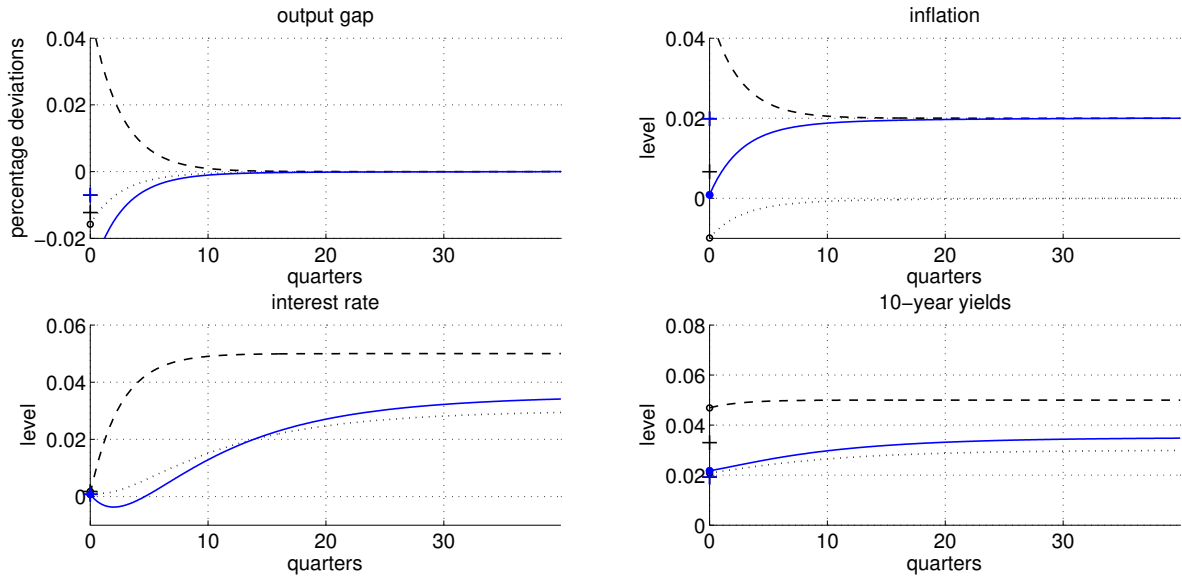 output gap
percentage deviations
0.04
0.02
0
−0.02
0
10
20
30
quarters
inflation
level
0.04
0.02
0
0
10
20
30
quarters
interest rate
level
0.06
0.04
0.02
0
0
10
20
30
quarters
10−year yields
level
0.08
0.06
0.04
0.02
0
0
10
20
30
quarters